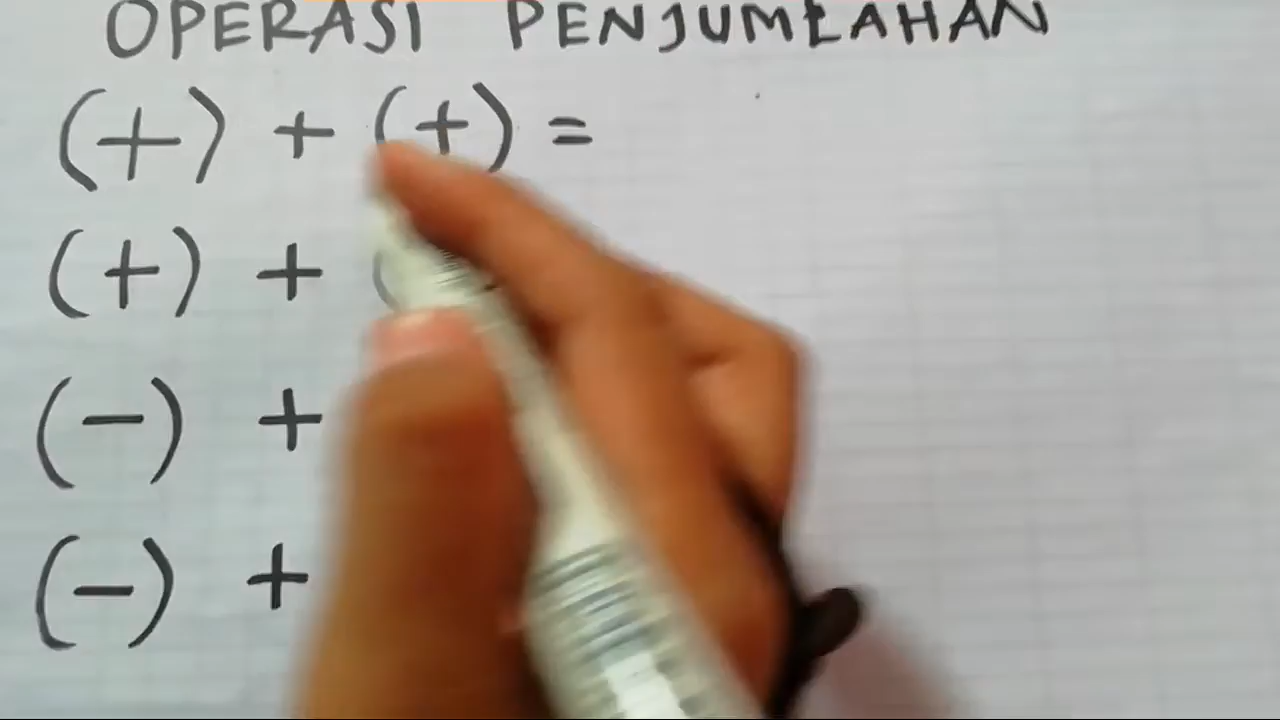 OPERASI PENJUMLAHAN
(+) + (+) =
(+) + (
(-) +
(-) +